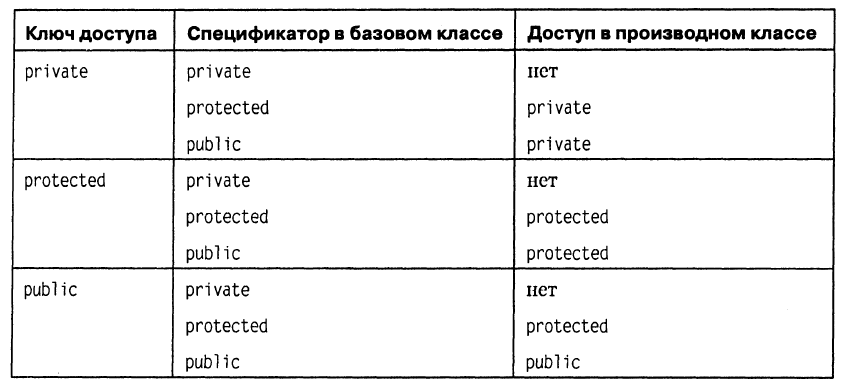 Ключ доступа Спецификатор в базовом классе Доступ в производном классе
private private нет
protected private
public private
protected private нет
protected protected
public protected
public private нет
protected protected
public public